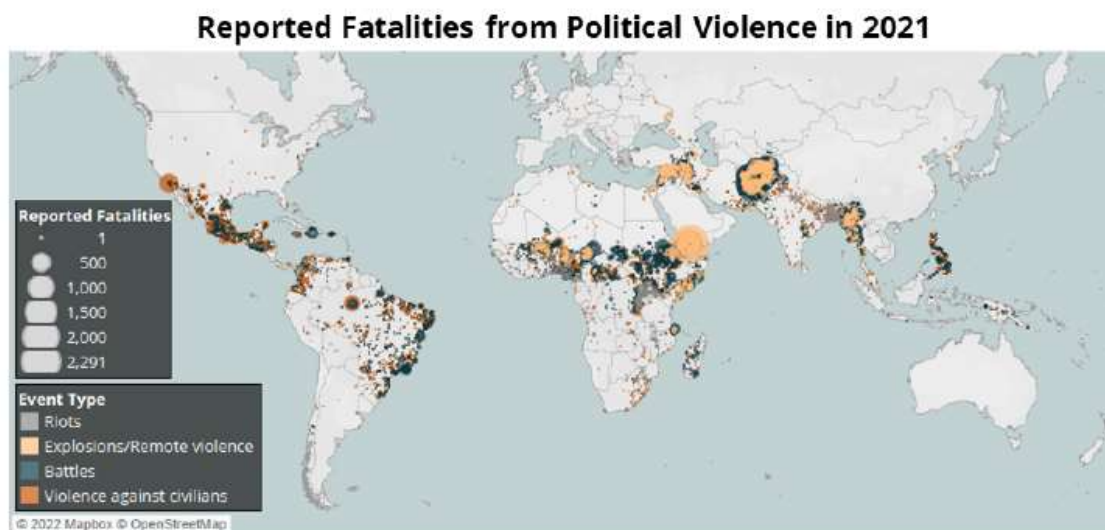 Reported Fatalities from Political Violence in 2021
Reported Fatalities
1
500
1,000
1,500
2,000
2,291
Event Type
Riots
Explosions/Remote violence
Battles
Violence against civilians
© 2022 Mapbox © OpenStreetMap